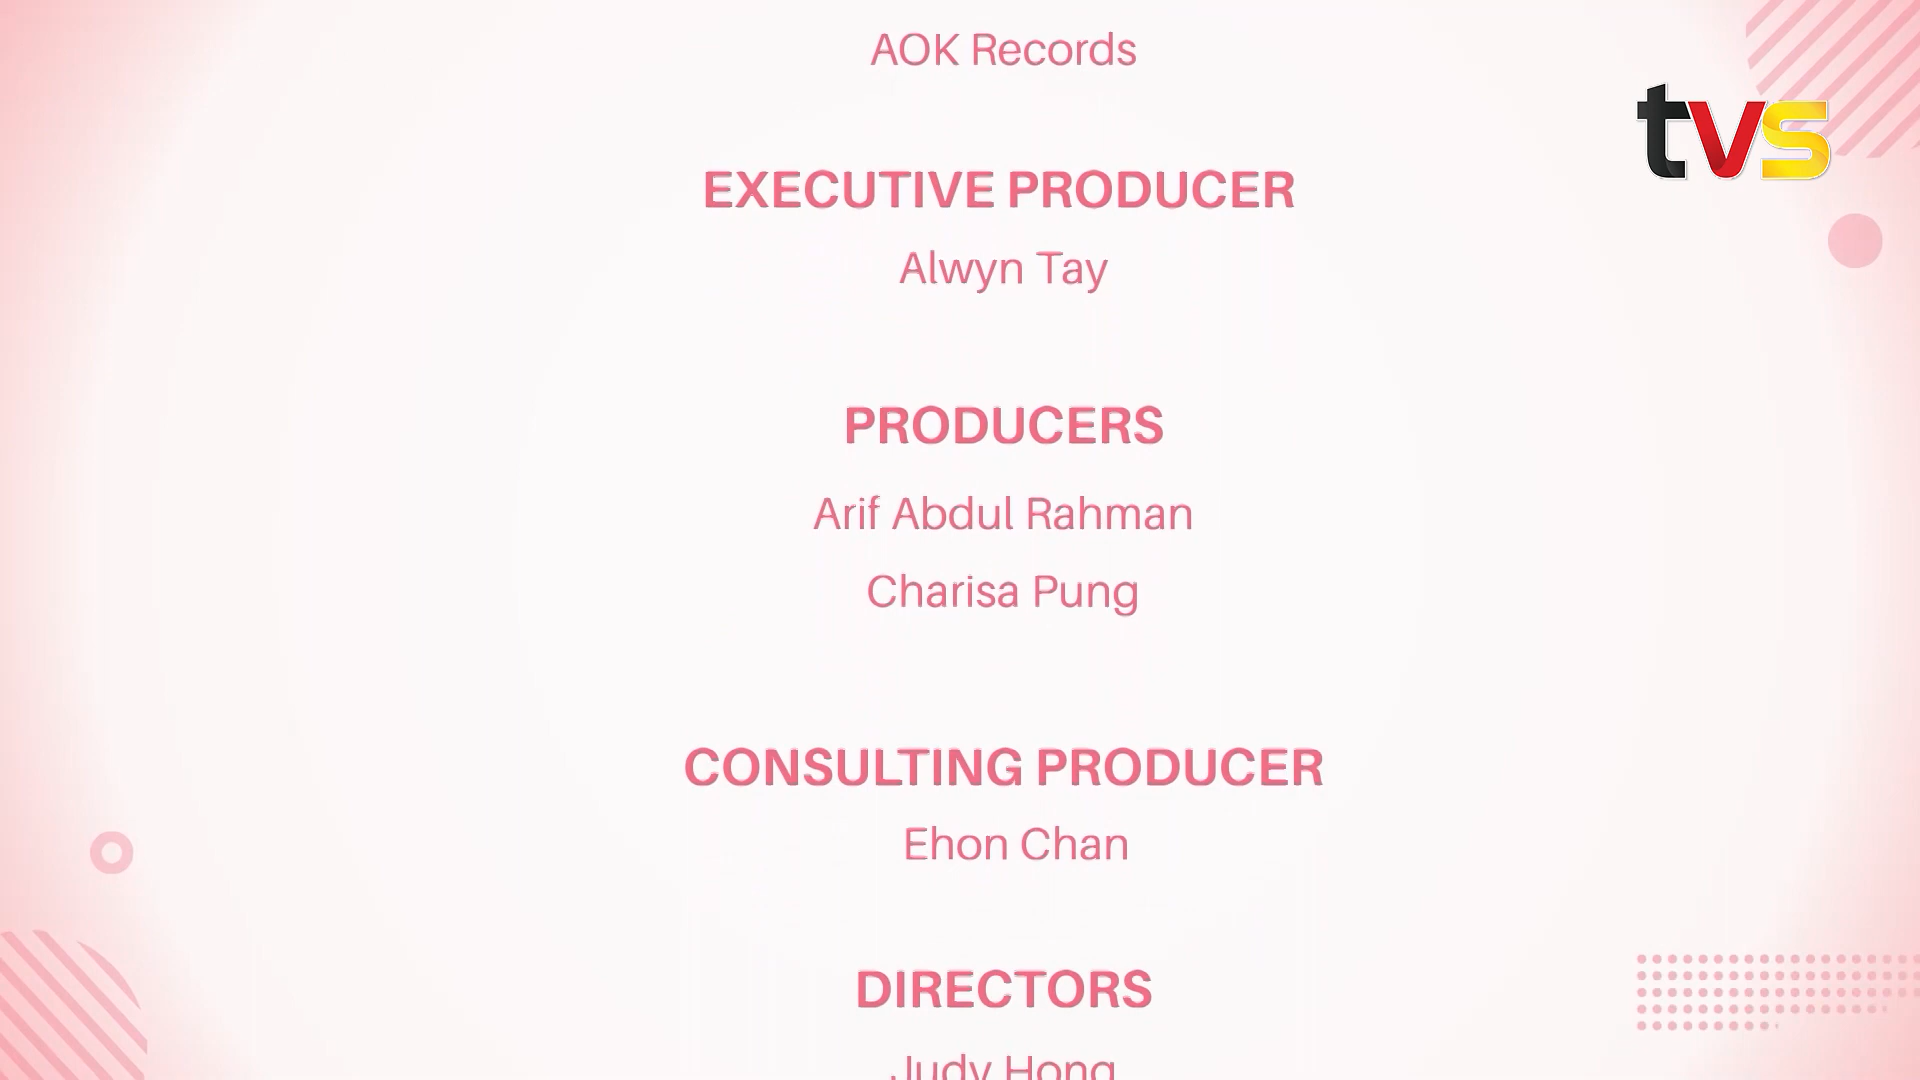 AOK Records
tvs
EXECUTIVE PRODUCER
Alwyn Tay
PRODUCERS
Arif Abdul Rahman
Charisa Pung
CONSULTING PRODUCER
Ehon Chan
DIRECTORS
Judy Hong